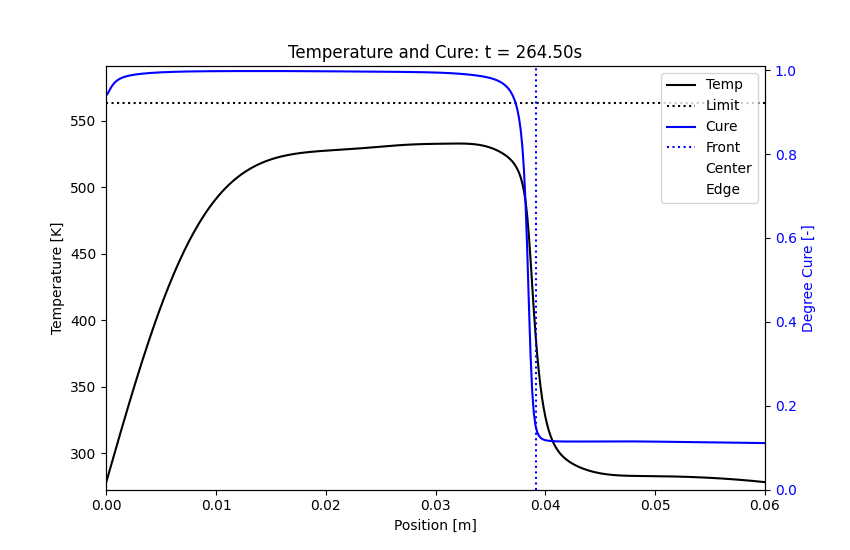 Temperature and Cure: t = 264.50s
Temp
Limit
Cure
Front
Center
Edge
550
500
450
400
350
300
Temperature [K]
1.0
0.8
0.6
0.4
0.2
0.0
Degree Cure [-]
0.00 0.01 0.02 0.03 0.04 0.05 0.06
Position [m]